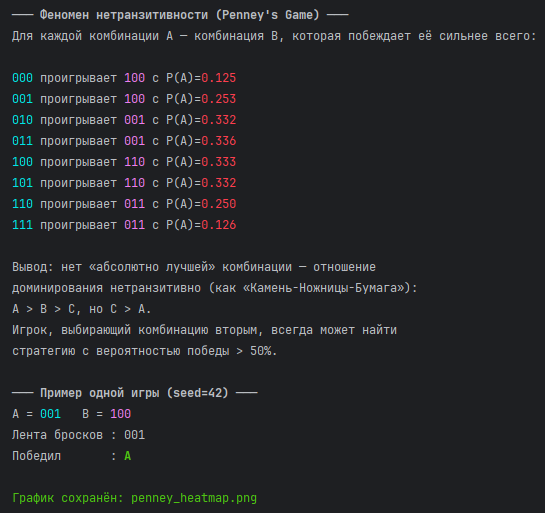 ─── Феномен нетранзитивности (Penney's Game) ───
Для каждой комбинации A — комбинация B, которая побеждает её сильнее всего:
000 проигрывает 100 с P(A)=0.125
001 проигрывает 100 с P(A)=0.253
010 проигрывает 001 с P(A)=0.332
011 проигрывает 001 с P(A)=0.336
100 проигрывает 110 с P(A)=0.333
101 проигрывает 110 с P(A)=0.332
110 проигрывает 011 с P(A)=0.250
111 проигрывает 011 с P(A)=0.126
Вывод: нет «абсолютно лучшей» комбинации — отношение
доминирования нетранзитивно (как «Камень-Ножницы-Бумага»):
A > B > C, но C > A.
Игрок, выбирающий комбинацию вторым, всегда может найти
стратегию с вероятностью победы > 50%.
─── Пример одной игры (seed=42) ───
A = 001   B = 100
Лента бросков : 001
Победил       : A
График сохранён: penney_heatmap.png